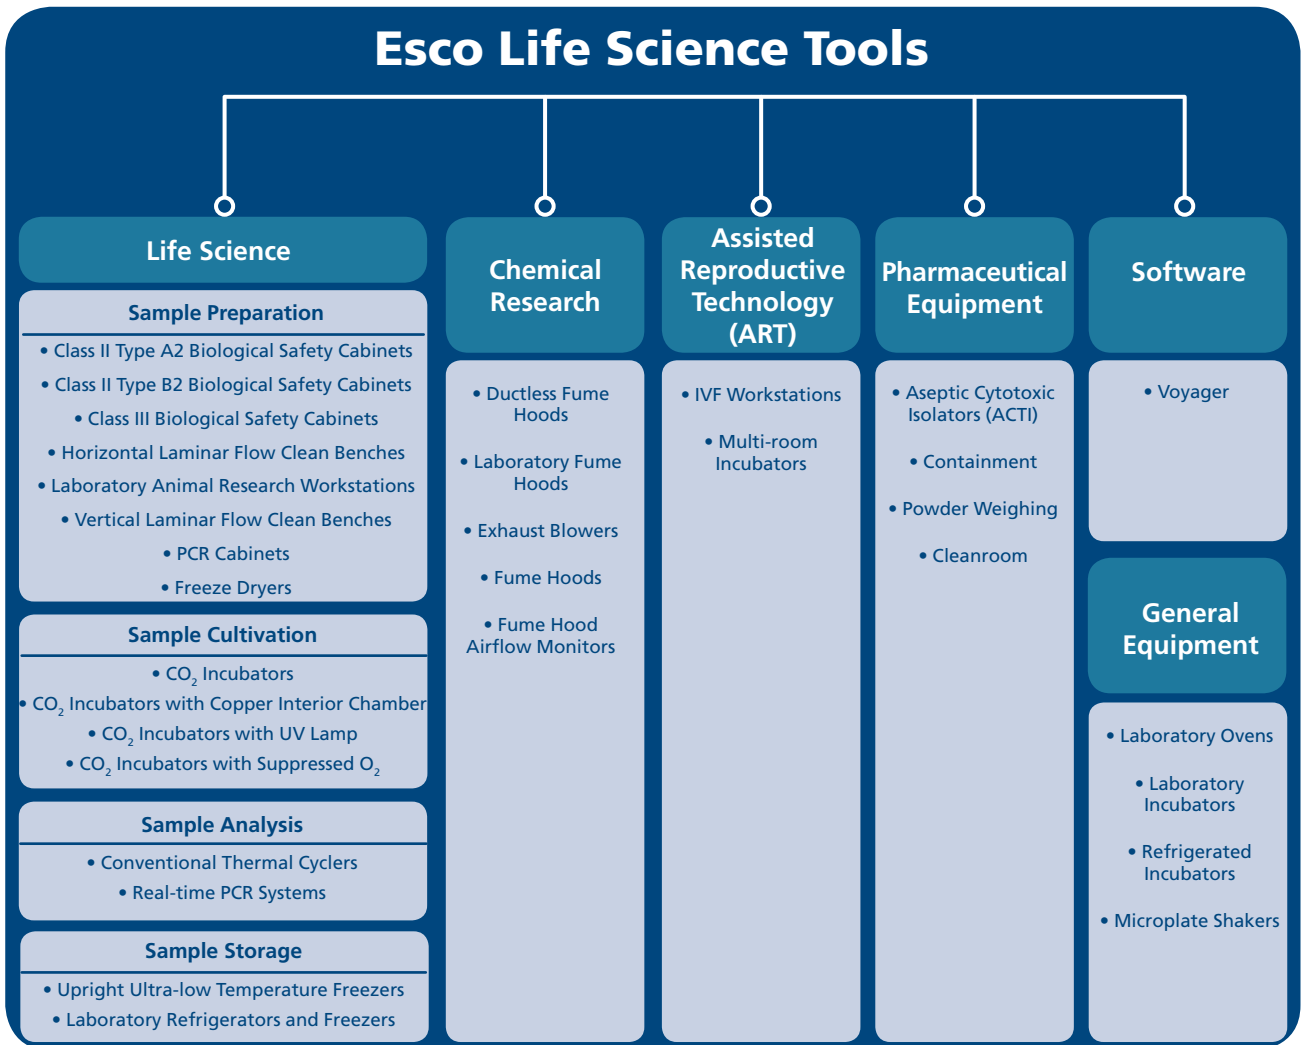 Esco Life Science Tools
Life Science
Sample Preparation
• Class II Type A2 Biological Safety Cabinets
• Class II Type B2 Biological Safety Cabinets
• Class III Biological Safety Cabinets
• Horizontal Laminar Flow Clean Benches
• Laboratory Animal Research Workstations
• Vertical Laminar Flow Clean Benches
• PCR Cabinets
• Freeze Dryers
Sample Cultivation
• CO₂ Incubators
• CO₂ Incubators with Copper Interior Chamber
• CO₂ Incubators with UV Lamp
• CO₂ Incubators with Suppressed O₂
Sample Analysis
• Conventional Thermal Cyclers
• Real-time PCR Systems
Sample Storage
• Upright Ultra-low Temperature Freezers
• Laboratory Refrigerators and Freezers
Chemical
Research
• Ductless Fume
Hoods
• Laboratory Fume
Hoods
• Exhaust Blowers
• Fume Hoods
• Fume Hood
Airflow Monitors
Assisted
Reproductive
Technology
(ART)
• IVF Workstations
• Multi-room
Incubators
Pharmaceutical
Equipment
• Aseptic Cytotoxic
Isolators (ACTI)
• Containment
• Powder Weighing
• Cleanroom
Software
• Voyager
General
Equipment
• Laboratory Ovens
• Laboratory
Incubators
• Refrigerated
Incubators
• Microplate Shakers